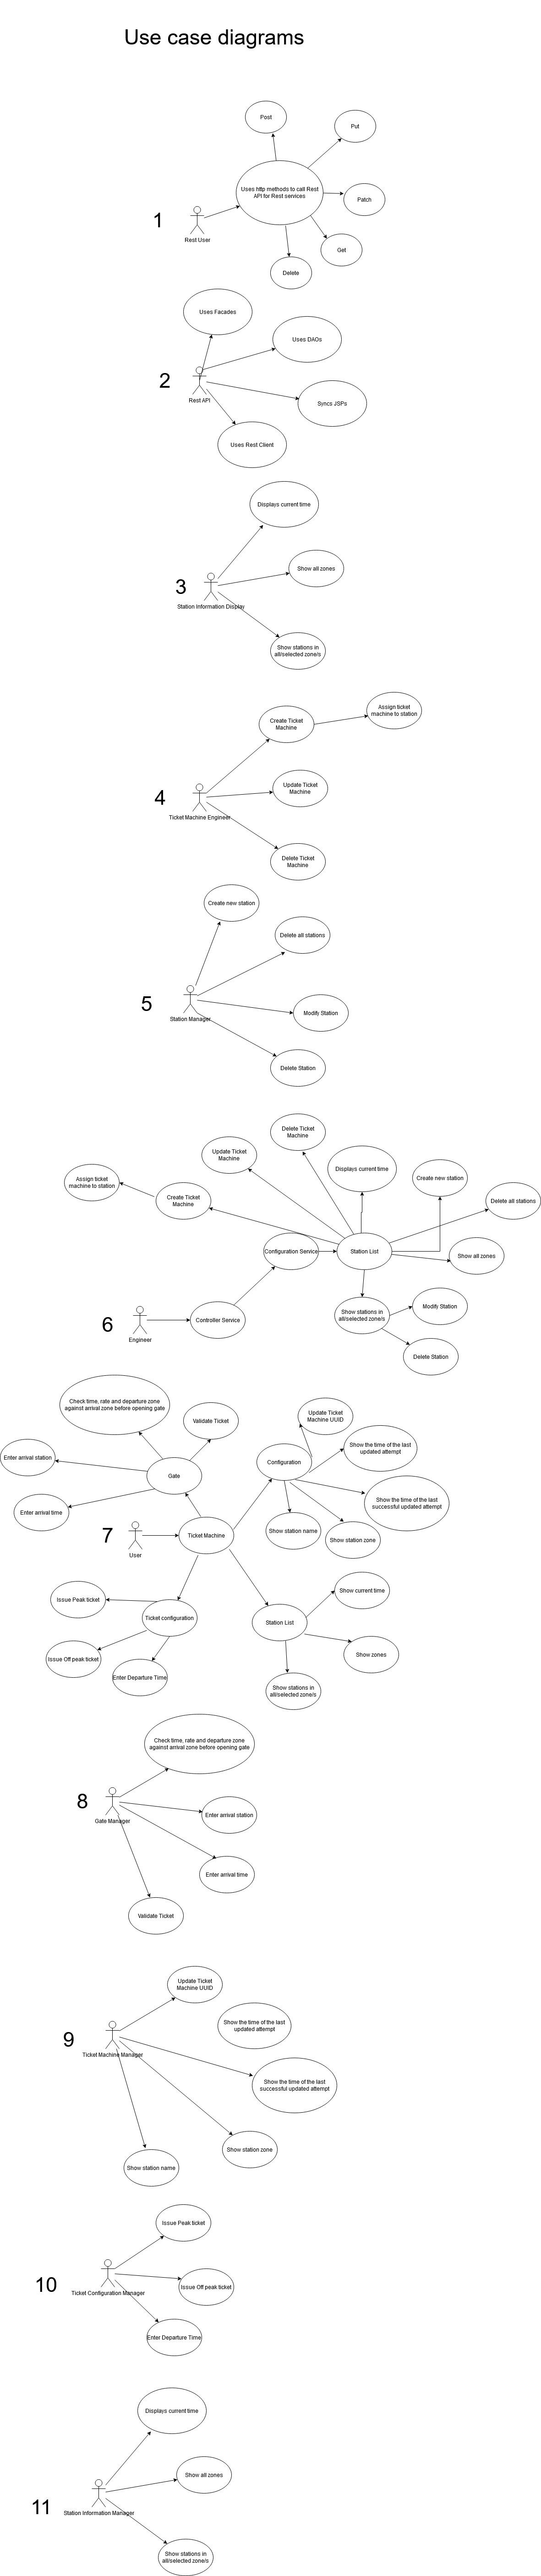 Use case diagrams
Post
Put
Uses http methods to call Rest
API for Rest services
Patch
1
Rest User
Get
Delete
Uses Facades
Uses DAOs
2
Rest API
Syncs JSPs
Uses Rest Client
Displays current time
Show all zones
3
Station Information Display
Show stations in
all/selected zone/s
Assign ticket
machine to station
Create Ticket
Machine
Update Ticket
Machine
4
Ticket Machine Engineer
Delete Ticket
Machine
Create new station
Delete all stations
5
Modify Station
Station Manager
Delete Station
Delete Ticket
Machine
Update Ticket
Machine
Displays current time
Assign ticket
machine to station
Create new station
Create Ticket
Machine
Delete all stations
Configuration Service
Station List
Show all zones
Modify Station
Show stations in
all/selected zone/s
6
Controller Service
Engineer
Delete Station
Check time, rate and departure zone
against arrival zone before opening gate
Validate Ticket
Update Ticket
Machine UUID
Show the time of the last
updated attempt
Enter arrival station
Configuration
Gate
Show the time of the last
successful updated attempt
Enter arrival time
7
User
Ticket Machine
Show station name
Show station zone
Issue Peak ticket
Show current time
Ticket configuration
Station List
Issue Off peak ticket
Show zones
Enter Departure Time
Show stations in
all/selected zone/s
Check time, rate and departure zone
against arrival zone before opening gate
8
Gate Manager
Enter arrival station
Enter arrival time
Validate Ticket
Update Ticket
Machine UUID
Show the time of the last
updated attempt
9
Ticket Machine Manager
Show the time of the last
successful updated attempt
Show station zone
Show station name
Issue Peak ticket
10
Ticket Configuration Manager
Issue Off peak ticket
Enter Departure Time
Displays current time
Show all zones
11
Station Information Manager
Show stations in
all/selected zone/s